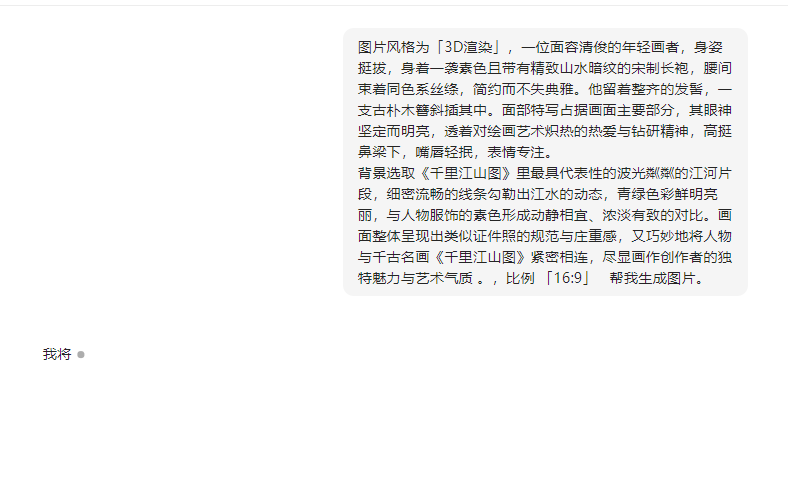 图片风格为「3D渲染」，一位面容清俊的年轻画者，身姿
挺拔，身着一袭素色且带有精致山水暗纹的宋制长袍，腰间
束着同色系丝绦，简约而不失典雅。他留着整齐的发髻，一
支古朴木簪斜插其中。面部特写占据画面主要部分，其眼神
坚定而明亮，透着对绘画艺术炽热的热爱与钻研精神，高挺
鼻梁下，嘴唇轻抿，表情专注。
背景选取《千里江山图》里最具代表性的波光粼粼的江河片
段，细密流畅的线条勾勒出江水的动态，青绿色彩鲜明亮
丽，与人物服饰的素色形成动静相宜、浓淡有致的对比。画
面整体呈现出类似证件照的规范与庄重感，又巧妙地将人物
与千古名画《千里江山图》紧密相连，尽显画作创作者的独
特魅力与艺术气质 。，比例 「16:9」 帮我生成图片。
我将